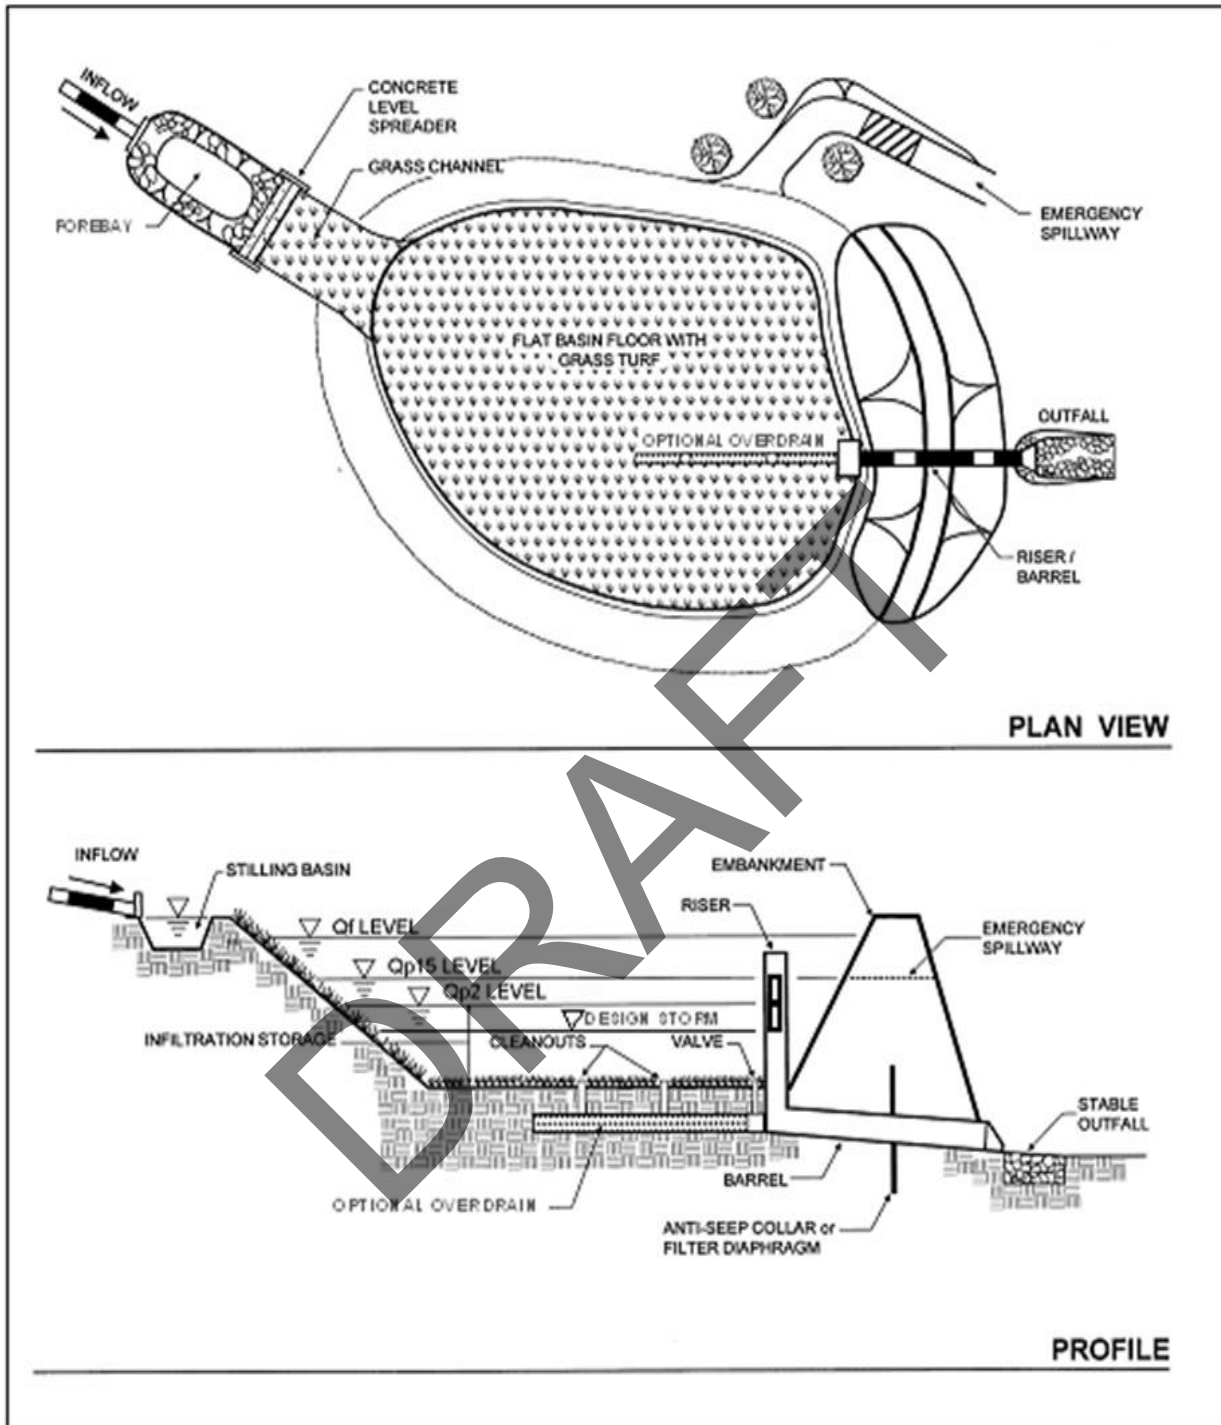 INFLOW
CONCRETE
LEVEL
SPREADER
GRASS CHANNEL
FOREBAY
EMERGENCY
SPILLWAY
FLAT BASIN FLOOR WITH
GRASS TURF
OPTIONAL OVERDRAIN
OUTFALL
RISER /
BARREL
PLAN VIEW
DRAFT
INFLOW
STILLING BASIN
EMBANKMENT
RISER
Qf LEVEL
EMERGENCY
SPILLWAY
Qp15 LEVEL
Qp2 LEVEL
DESIGN STORM
INFILTRATION STORAGE
CLEANOUTS
VALVE
STABLE
OUTFALL
BARREL
OPTIONAL OVERDRAIN
ANTI-SEEP COLLAR or
FILTER DIAPHRAGM
PROFILE